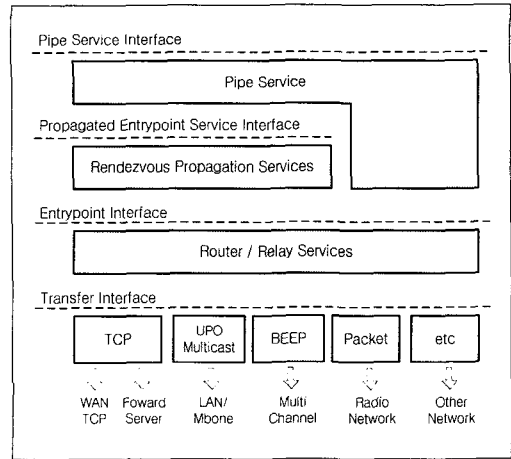 Pipe Service Interface
Pipe Service
Propagated Entrypoint Service Interface
Rendezvous Propagation Services
Entrypoint Interface
Router / Relay Services
Transfer Interface
TCP
UPO
Multicast
BEEP
Packet
etc
WAN
TCP
Foward
Server
LAN/
Mbone
Multi
Channel
Radio
Network
Other
Network